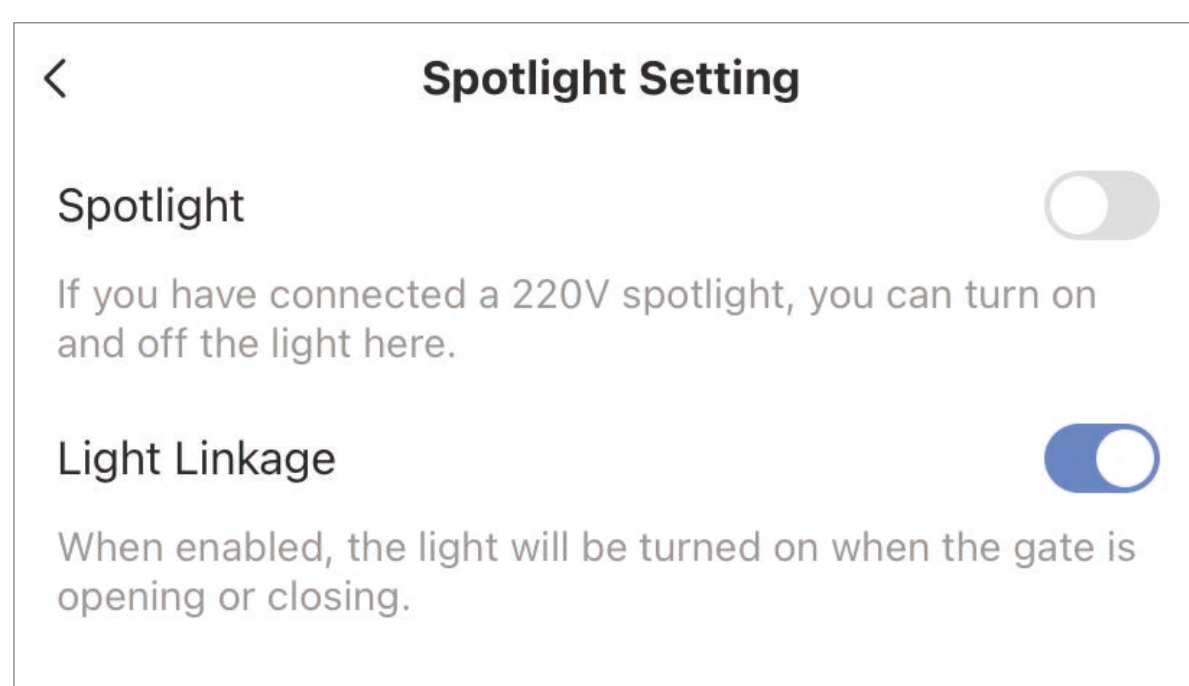 Spotlight Setting
Spotlight
If you have connected a 220V spotlight, you can turn on
and off the light here.
Light Linkage
When enabled, the light will be turned on when the gate is
opening or closing.